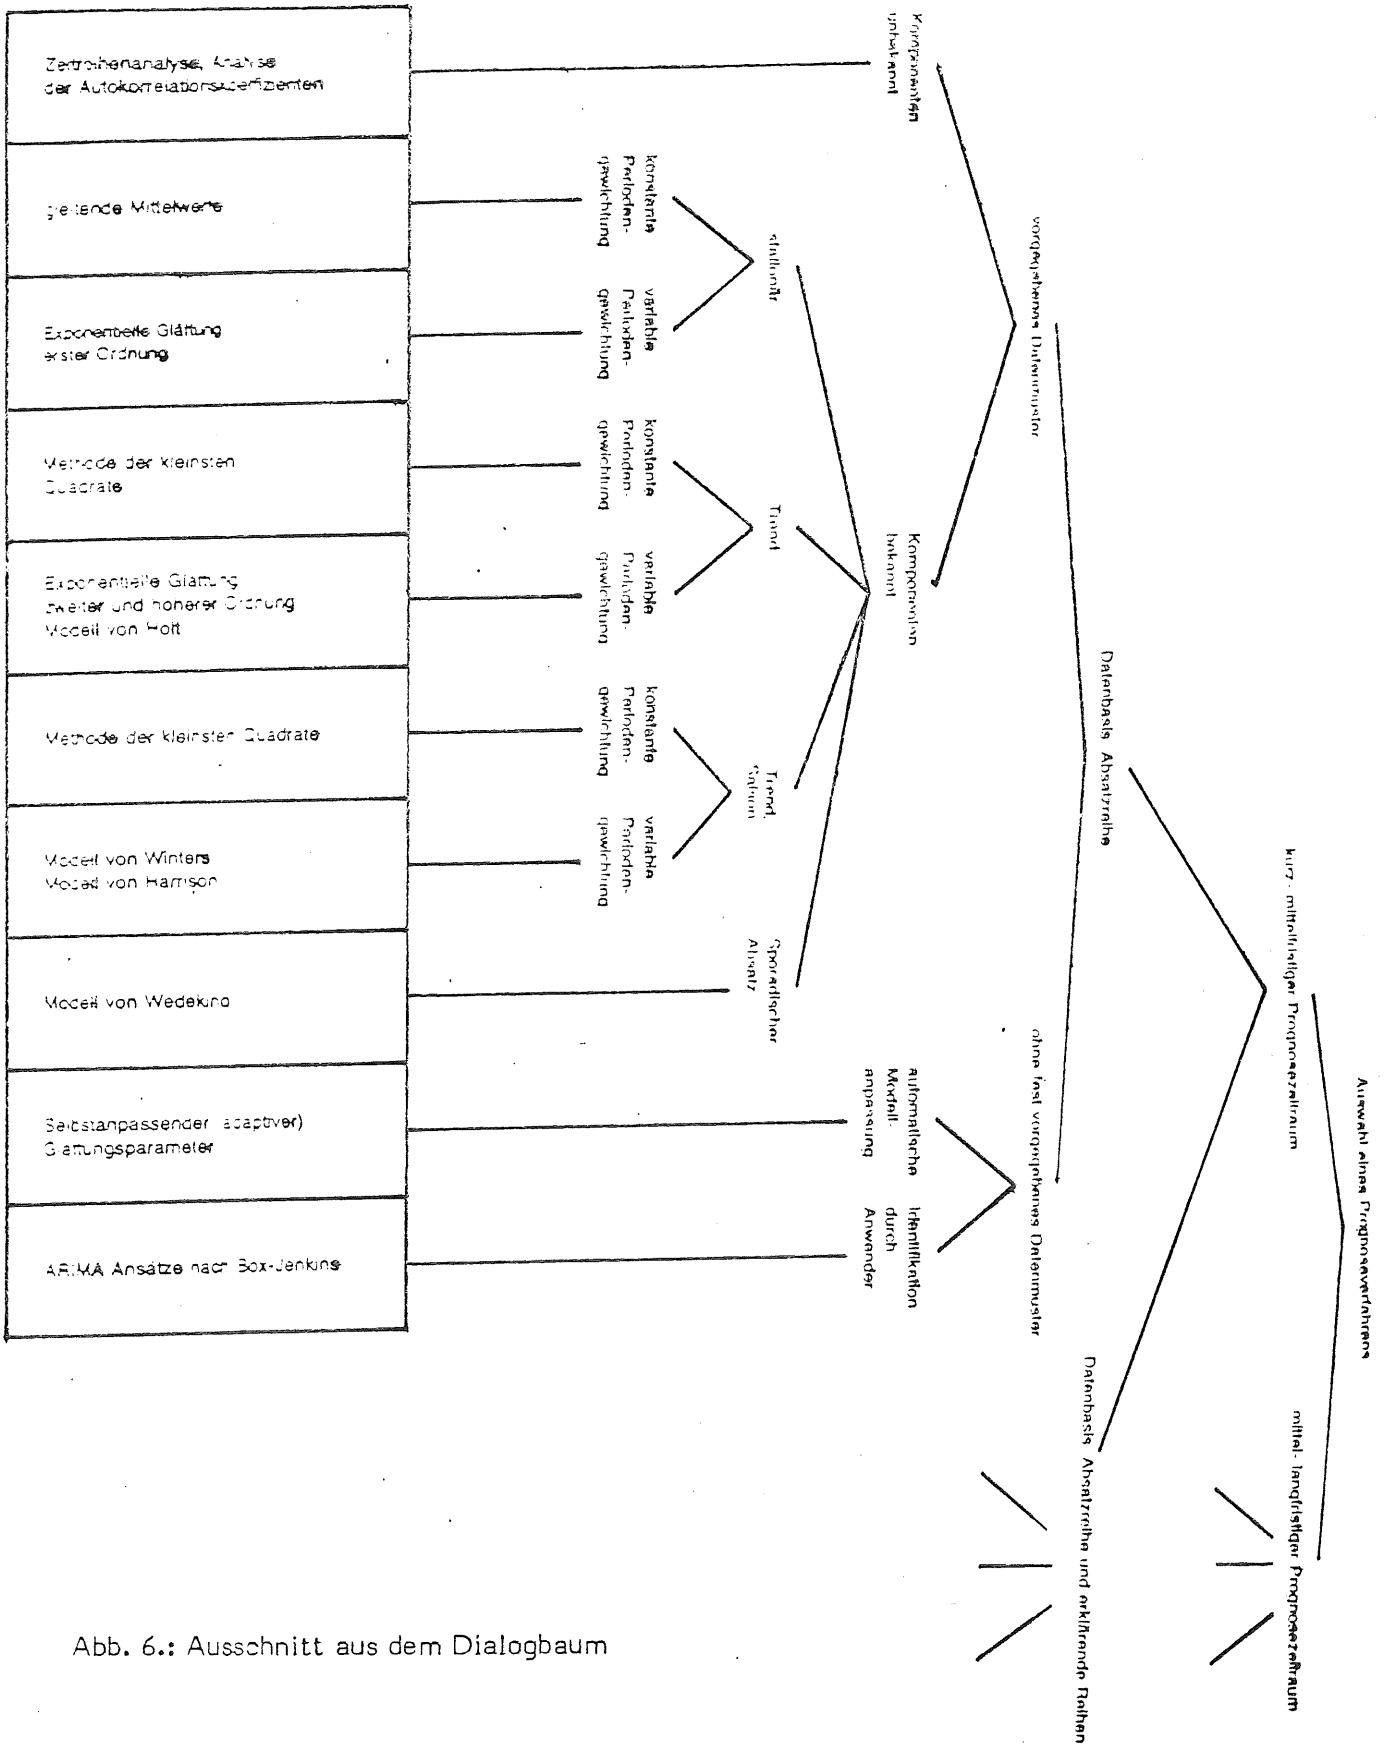 Auswahl eines Prognoseverfahrens
kurz- mittelfristiger Prognosezeitraum
mittel- langfristiger Prognosezeitraum
Datenbasis Absatzreihe
Datenbasis Absatzreihe und erklärende Reihen
vorgegebenes Datenmuster
ohne fest vorgegebenes Datenmuster
Komponenten
unbekannt
Komponenten
bekannt
automatische
Modell-
anpassung
Identifikation
durch
Anwender
stationär
Trend
Trend,
Saison
Sporadischer
Absatz
konstante
Perioden-
gewichtung
variable
Perioden-
gewichtung
konstante
Perioden-
gewichtung
variable
Perioden-
gewichtung
konstante
Perioden-
gewichtung
variable
Perioden-
gewichtung
Zeitreihenanalyse, Analyse
der Autokorrelationskoeffizienten
gleitende Mittelwerte
Exponentielle Glättung
erster Ordnung
Methode der kleinsten
Quadrate
Exponentielle Glättung
zweiter und höherer Ordnung
Modell von Holt
Methode der kleinsten Quadrate
Modell von Winters
Modell von Harrison
Modell von Wedekind
Selbstanpassender (adaptiver)
Glättungsparameter
ARIMA Ansätze nach Box-Jenkins
Abb. 6.: Ausschnitt aus dem Dialogbaum